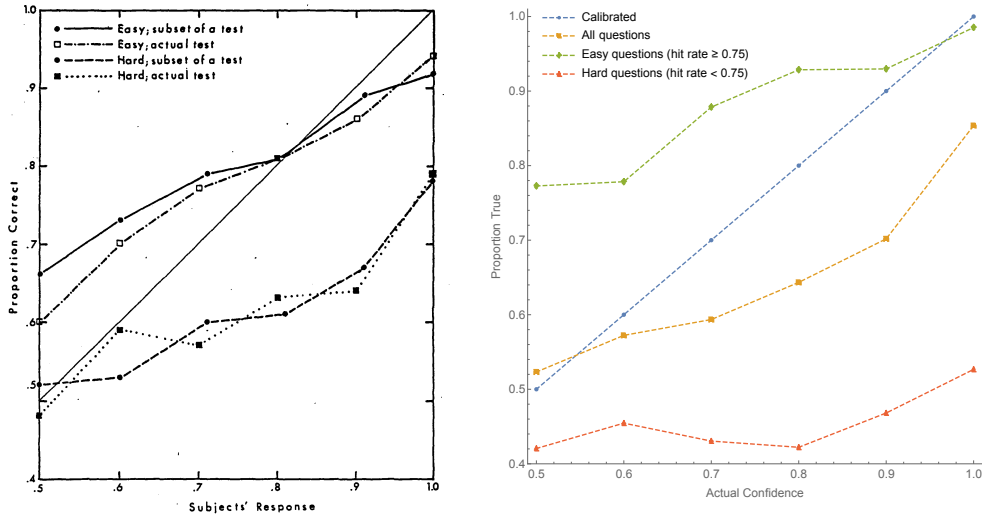 1.0
.9
.8
.7
.6
.5
.4
Proportion Correct
Easy; subset of a test
Easy; actual test
Hard; subset of a test
Hard; actual test
.5
.6
.7
.8
.9
1.0
Subjects' Response
1.0
0.9
0.8
0.7
0.6
0.5
0.4
Proportion True
Calibrated
All questions
Easy questions (hit rate ≥ 0.75)
Hard questions (hit rate < 0.75)
0.5
0.6
0.7
0.8
0.9
1.0
Actual Confidence